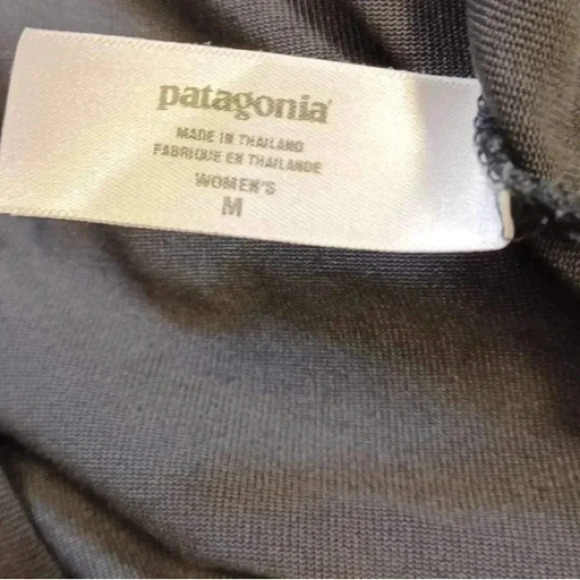 patagonia
MADE IN THAILAND
FABRIQUE EN THAILANDE
WOMEN'S
M